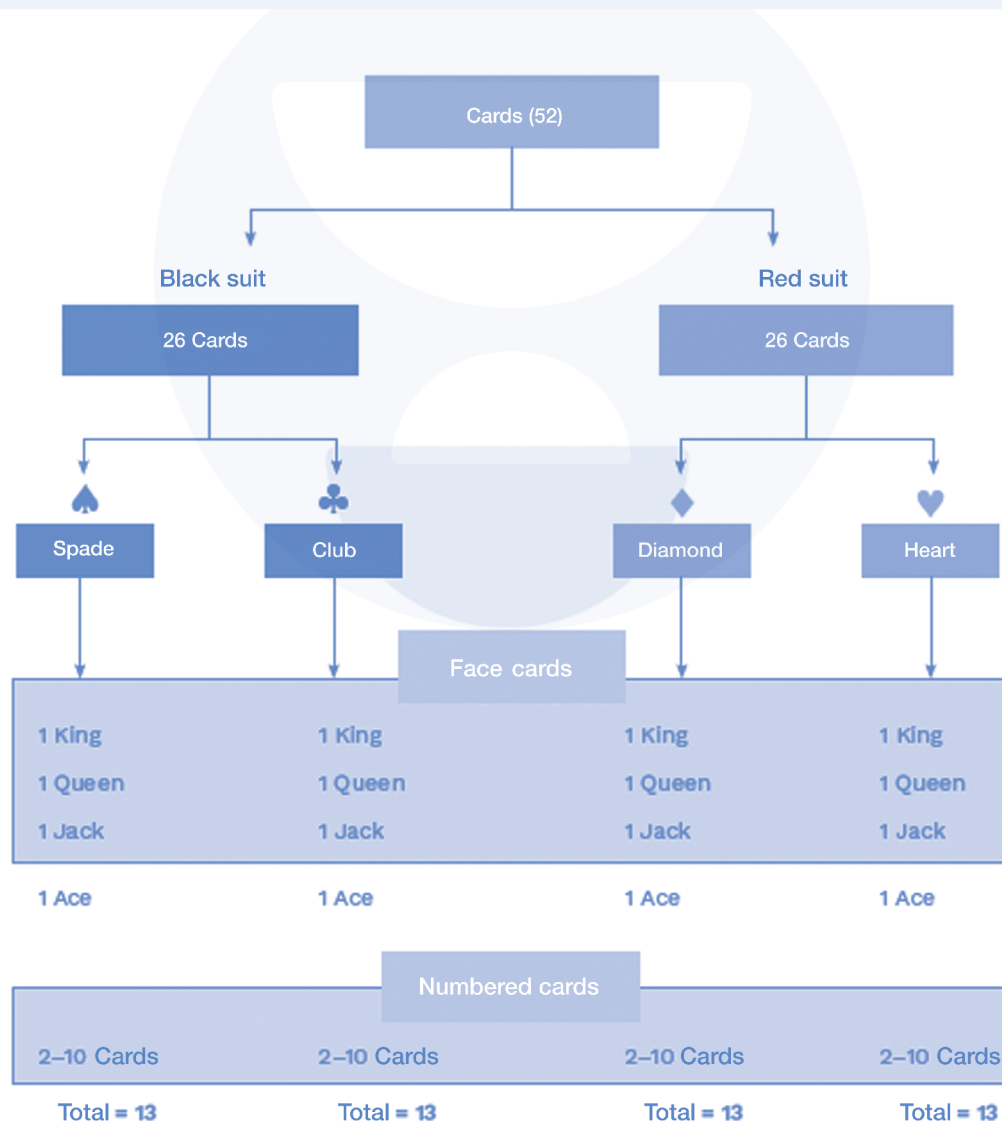 Cards (52)
Black suit Red suit
26 Cards 26 Cards
Spade Club Diamond Heart
Face cards
1 King 1 King 1 King 1 King
1 Queen 1 Queen 1 Queen 1 Queen
1 Jack 1 Jack 1 Jack 1 Jack
1 Ace 1 Ace 1 Ace 1 Ace
Numbered cards
2–10 Cards 2–10 Cards 2–10 Cards 2–10 Cards
Total = 13 Total = 13 Total = 13 Total = 13